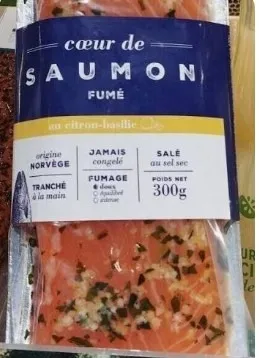 cœur de
SAUMON
FUMÉ
au citron-basilic
origine
NORVÈGE
TRANCHÉ
à la main
JAMAIS
congelé
FUMAGE
doux
équilibré
intense
SALÉ
au sel sec
POIDS NET
300g